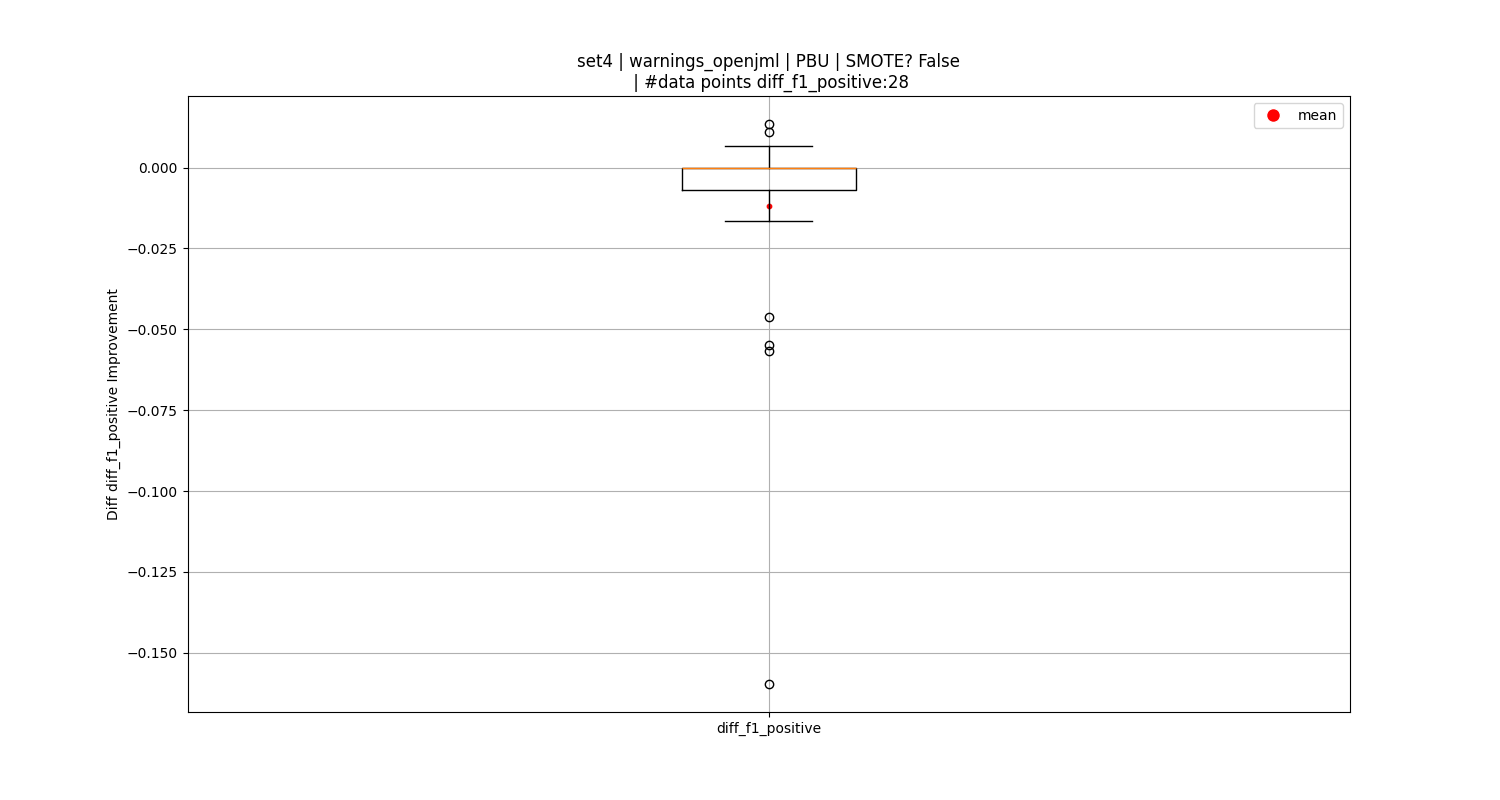 set4 | warnings_openjml | PBU | SMOTE? False
| #data points diff_f1_positive:28
mean
0.000
−0.025
−0.050
−0.075
−0.100
−0.125
−0.150
Diff diff_f1_positive Improvement
diff_f1_positive